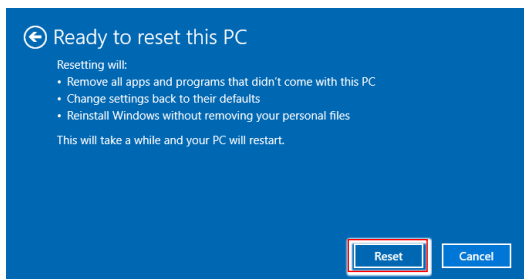 Ready to reset this PC
Resetting will:
• Remove all apps and programs that didn't come with this PC
• Change settings back to their defaults
• Reinstall Windows without removing your personal files
This will take a while and your PC will restart.
Reset Cancel